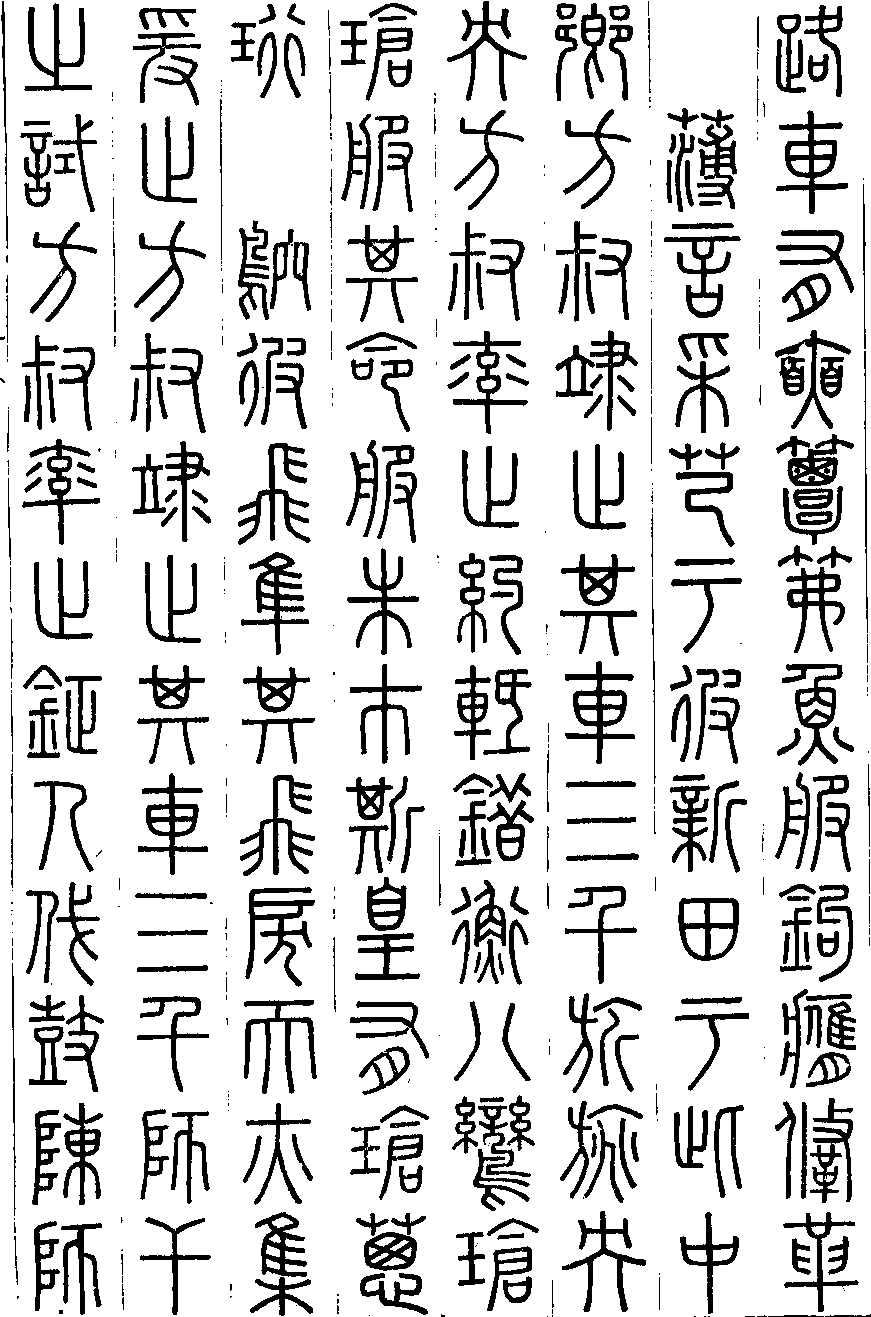 路車有奭簟茀魚服鉤膺鞗革
薄言采芑于彼新田于此中
鄉方叔䇐止其車三千旂旐央
央方叔率止約軝錯衡八鸞瑲
瑲服其命服朱巿斯皇有瑲蔥
珩 鴥彼飛隼其飛戾天亦集
爰止方叔䇐止其車三千師干
之試方叔率止鉦人伐鼓陳師